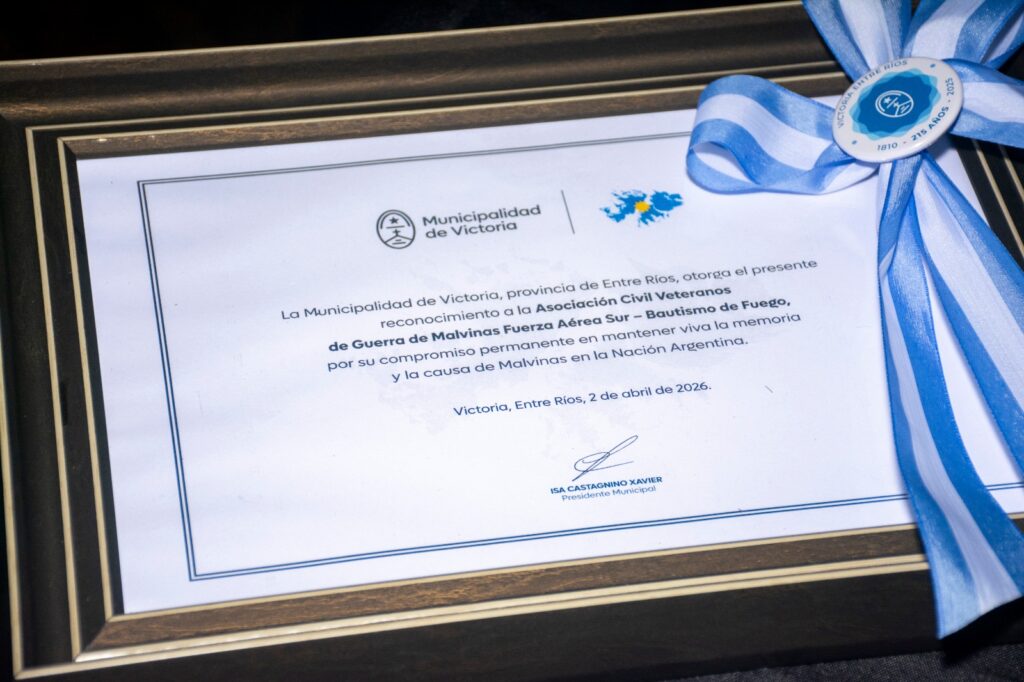 VICTORIA, ENTRE RÍOS
1810 - 215 AÑOS - 2025
Municipalidad
de Victoria
La Municipalidad de Victoria, provincia de Entre Ríos, otorga el presente
reconocimiento a la Asociación Civil Veteranos
de Guerra de Malvinas Fuerza Aérea Sur – Bautismo de Fuego,
por su compromiso permanente en mantener viva la memoria
y la causa de Malvinas en la Nación Argentina.
Victoria, Entre Ríos, 2 de abril de 2026.
ISA CASTAGNINO XAVIER
Presidente Municipal